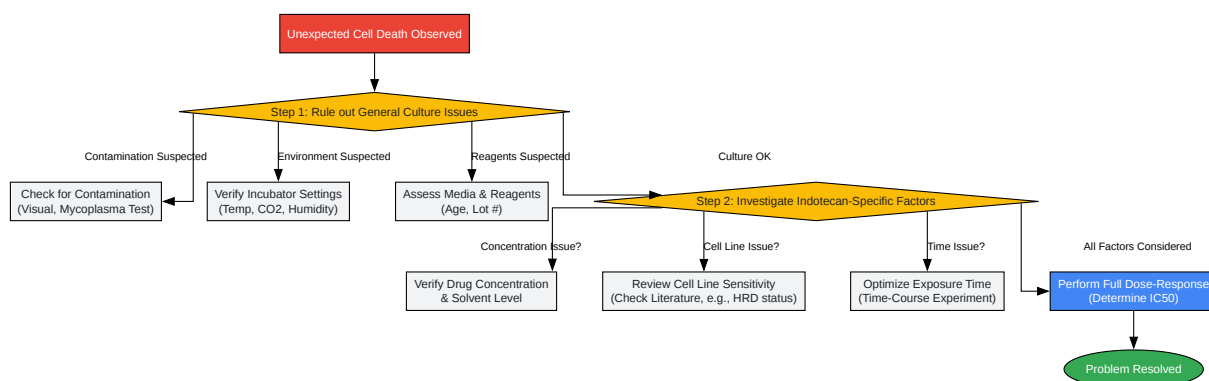 Unexpected Cell Death Observed
Step 1: Rule out General Culture Issues
Contamination Suspected
Environment Suspected
Reagents Suspected
Culture OK
Check for Contamination
(Visual, Mycoplasma Test)
Verify Incubator Settings
(Temp, CO2, Humidity)
Assess Media & Reagents
(Age, Lot #)
Step 2: Investigate Indotecan-Specific Factors
Concentration Issue?
Cell Line Issue?
Time Issue?
All Factors Considered
Verify Drug Concentration
& Solvent Level
Review Cell Line Sensitivity
(Check Literature, e.g., HRD status)
Optimize Exposure Time
(Time-Course Experiment)
Perform Full Dose-Response
(Determine IC50)
Problem Resolved